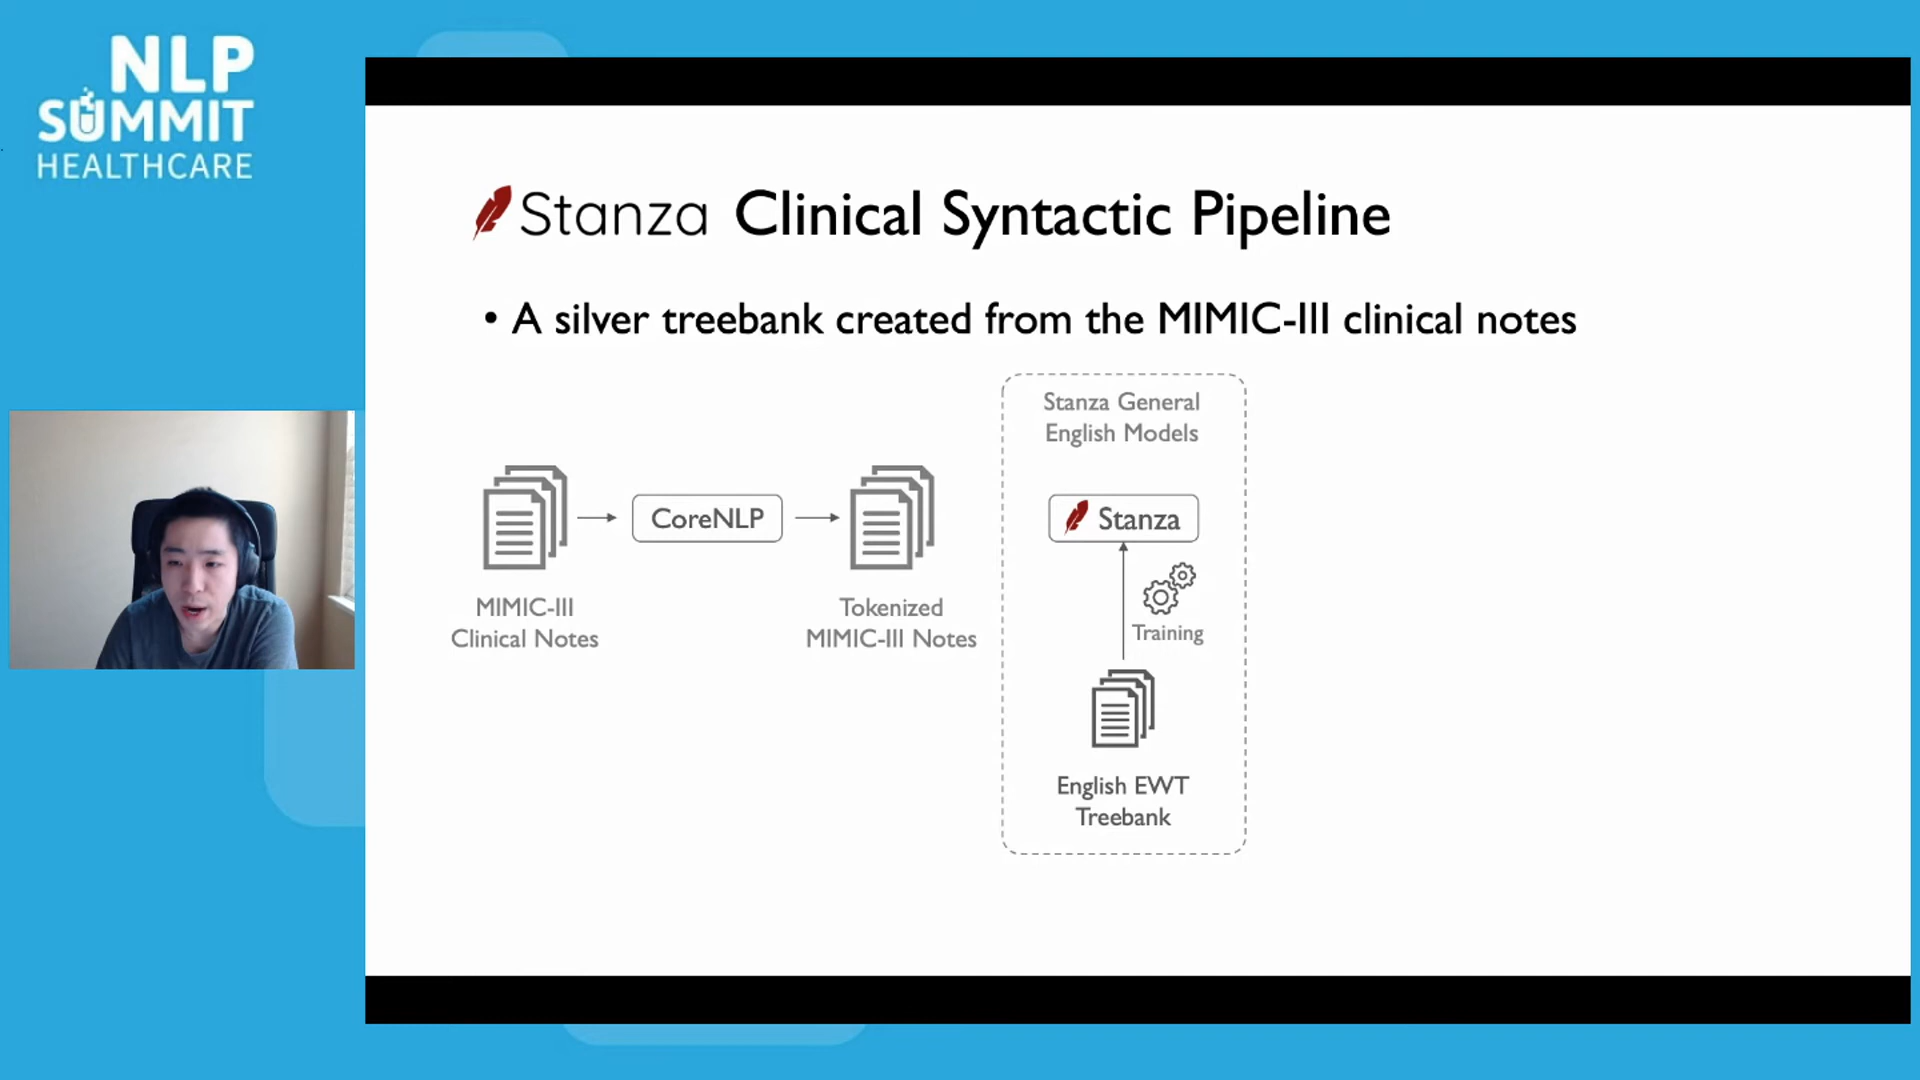 NLP
SUMMIT
HEALTHCARE
Stanza Clinical Syntactic Pipeline
• A silver treebank created from the MIMIC-III clinical notes
Stanza General
English Models
CoreNLP
Stanza
MIMIC-III
Clinical Notes
Tokenized
MIMIC-III Notes
Training
English EWT
Treebank